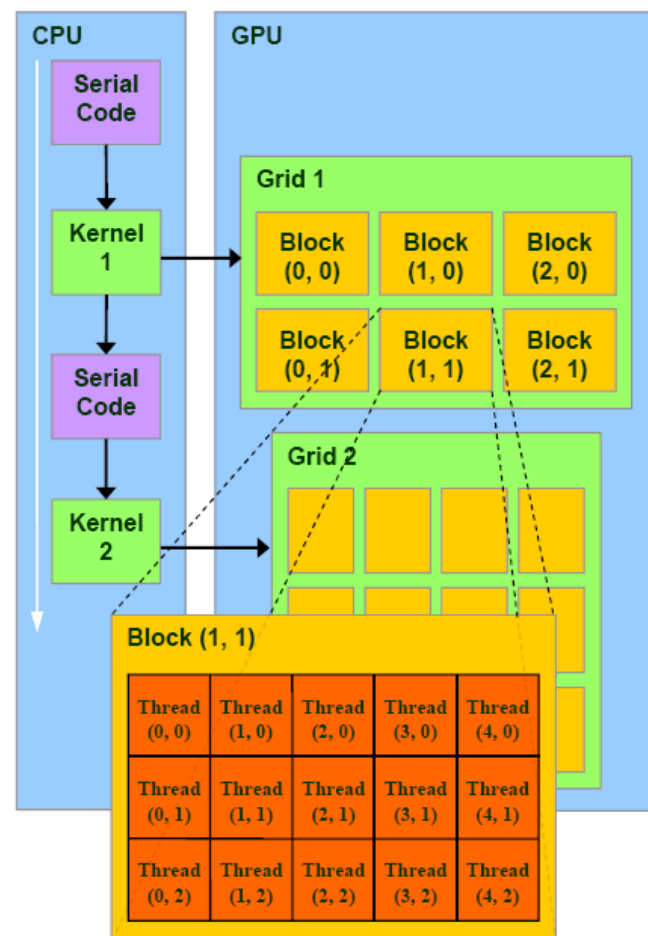 CPU
GPU
Serial
Code
Kernel
1
Serial
Code
Kernel
2
Grid 1
Block
(0, 0)
Block
(1, 0)
Block
(2, 0)
Block
(0, 1)
Block
(1, 1)
Block
(2, 1)
Grid 2
Block (1, 1)
Thread
(0, 0)
Thread
(1, 0)
Thread
(2, 0)
Thread
(3, 0)
Thread
(4, 0)
Thread
(0, 1)
Thread
(1, 1)
Thread
(2, 1)
Thread
(3, 1)
Thread
(4, 1)
Thread
(0, 2)
Thread
(1, 2)
Thread
(2, 2)
Thread
(3, 2)
Thread
(4, 2)